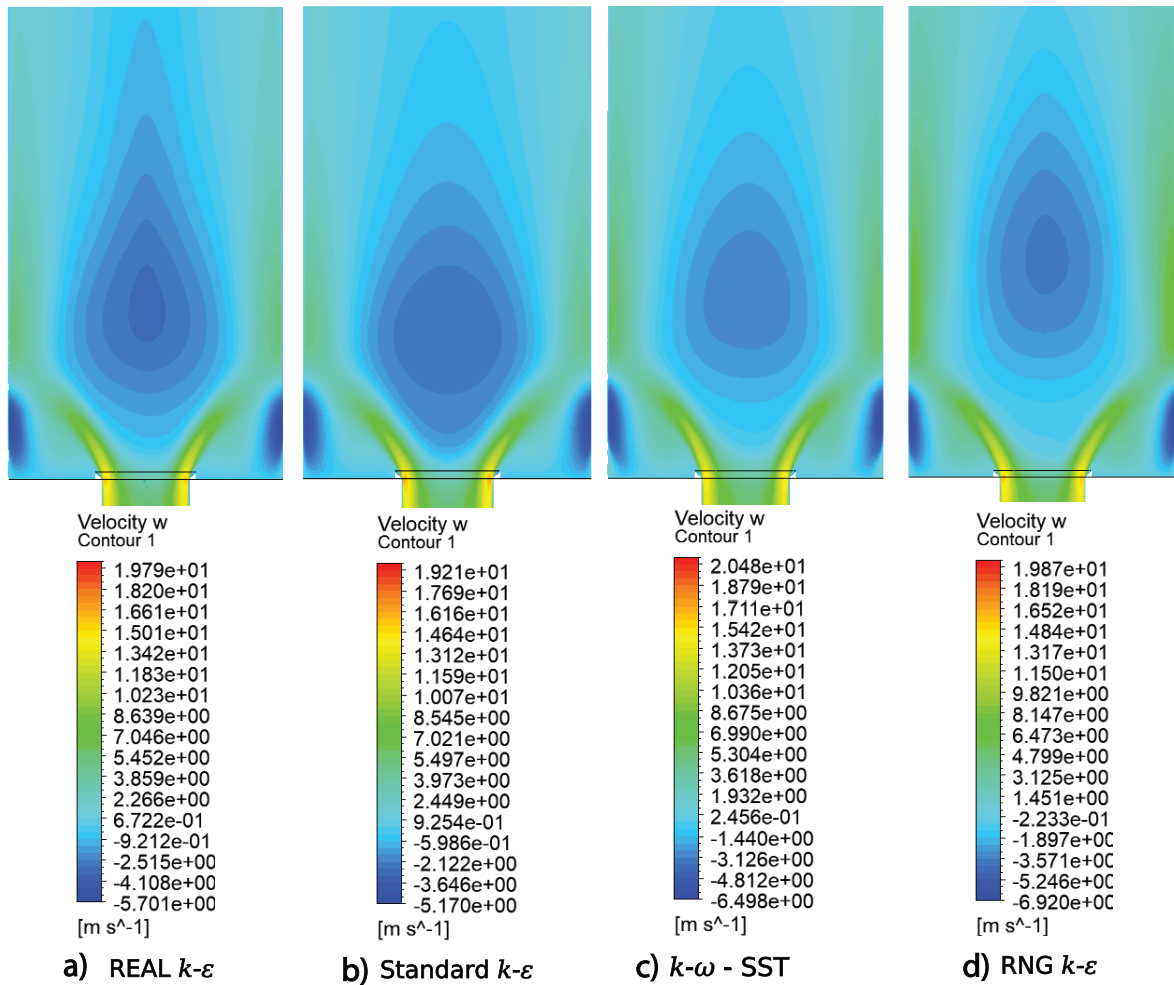 Velocity w
Contour 1
1.979e+01
1.820e+01
1.661e+01
1.501e+01
1.342e+01
1.183e+01
1.023e+01
8.639e+00
7.046e+00
5.452e+00
3.859e+00
2.266e+00
6.722e-01
-9.212e-01
-2.515e+00
-4.108e+00
-5.701e+00
[m s^-1]
a) REAL k-ε
Velocity w
Contour 1
1.921e+01
1.769e+01
1.616e+01
1.464e+01
1.312e+01
1.159e+01
1.007e+01
8.545e+00
7.021e+00
5.497e+00
3.973e+00
2.449e+00
9.254e-01
-5.986e-01
-2.122e+00
-3.646e+00
-5.170e+00
[m s^-1]
b) Standard k-ε
Velocity w
Contour 1
2.048e+01
1.879e+01
1.711e+01
1.542e+01
1.373e+01
1.205e+01
1.036e+01
8.675e+00
6.990e+00
5.304e+00
3.618e+00
1.932e+00
2.456e-01
-1.440e+00
-3.126e+00
-4.812e+00
-6.498e+00
[m s^-1]
c) k-ω - SST
Velocity w
Contour 1
1.987e+01
1.819e+01
1.652e+01
1.484e+01
1.317e+01
1.150e+01
9.821e+00
8.147e+00
6.473e+00
4.799e+00
3.125e+00
1.451e+00
-2.233e-01
-1.897e+00
-3.571e+00
-5.246e+00
-6.920e+00
[m s^-1]
d) RNG k-ε